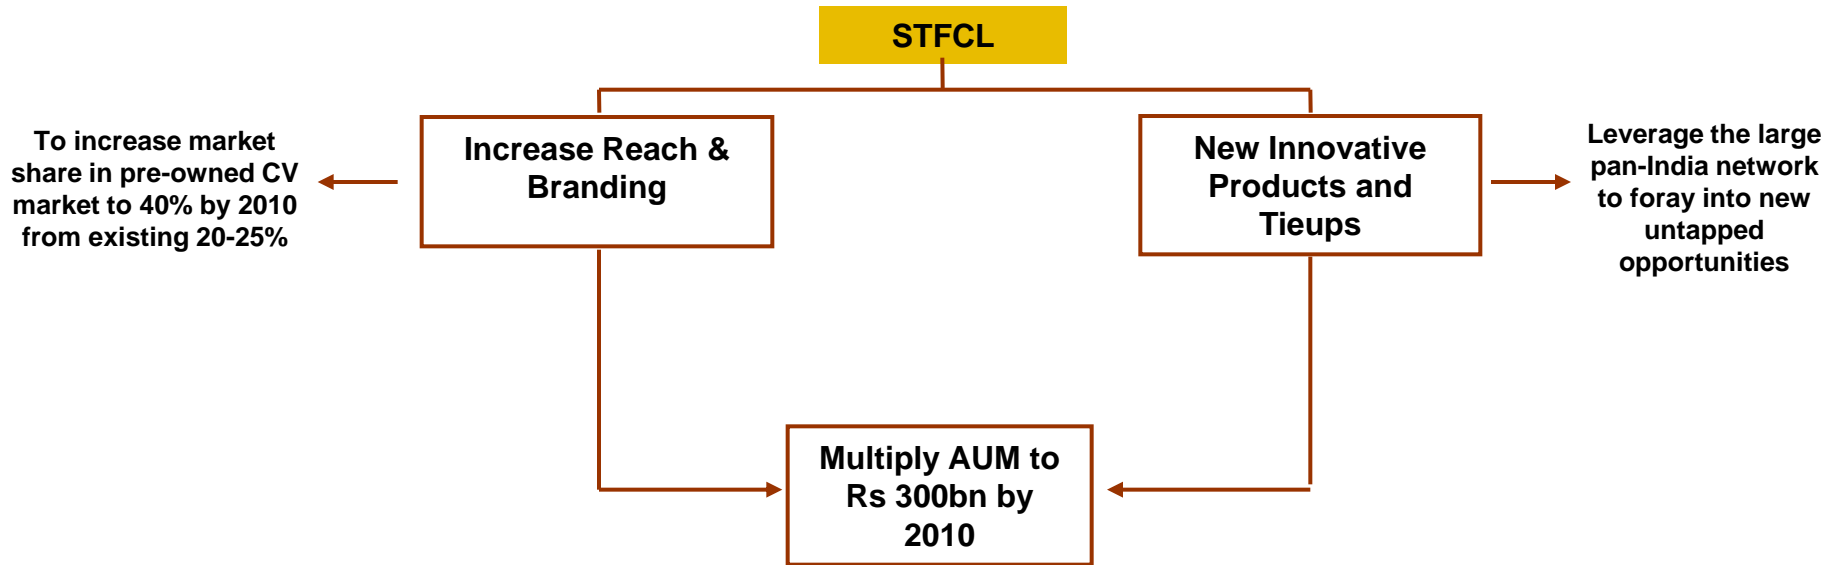 STFCL
To increase market
share in pre-owned CV
market to 40% by 2010
from existing 20-25%
Increase Reach &
Branding
New Innovative
Products and
Tieups
Leverage the large
pan-India network
to foray into new
untapped
opportunities
Multiply AUM to
Rs 300bn by
2010